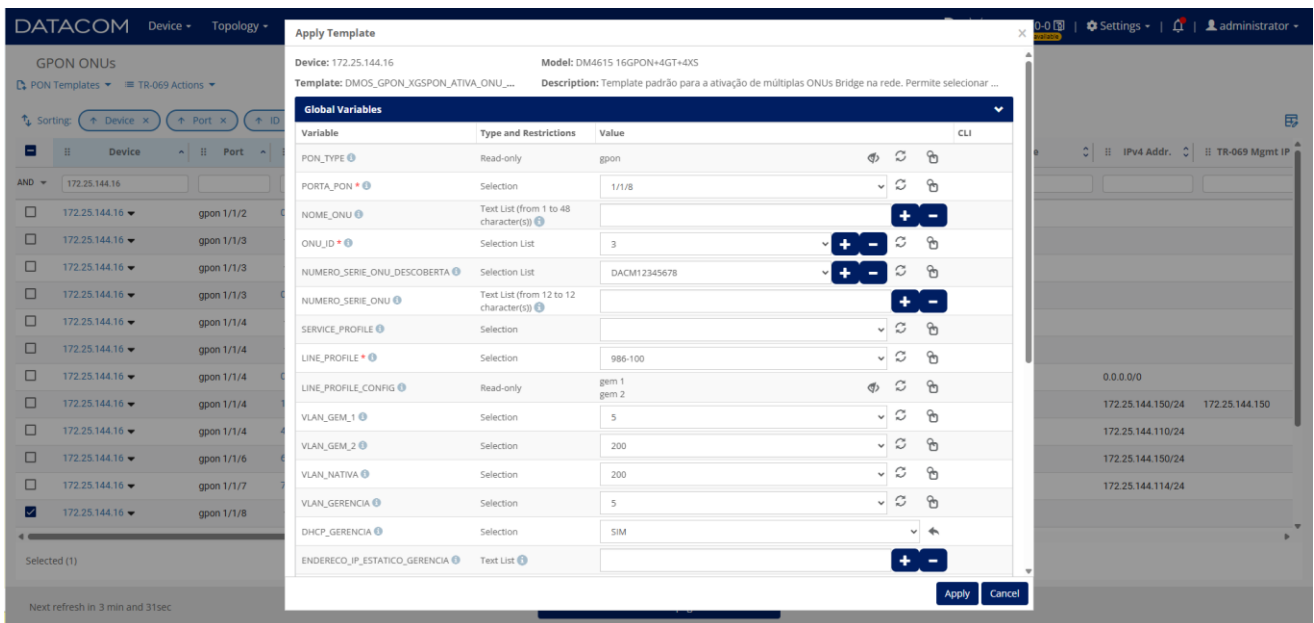 DATACOM Device Topology 0-0 | Settings | | administrator
available
Apply Template ×
Device: 172.25.144.16 Model: DM4615 16GPON+4GT+4XS
Template: DMOS_GPON_XGSPON_ATIVA_ONU_... Description: Template padrão para a ativação de múltiplas ONUs Bridge na rede. Permite selecionar ...
GPON ONUs
PON Templates TR-069 Actions
Sorting: Device × Port × ID
Global Variables
Variable Type and Restrictions Value CLI
Device Port IPv4 Addr. TR-069 Mgmt IP
PON_TYPE Read-only gpon
AND 172.25.144.16
PORTA_PON * Selection 1/1/8
172.25.144.16 gpon 1/1/2
NOME_ONU Text List (from 1 to 48 character(s)) + -
172.25.144.16 gpon 1/1/3
ONU_ID * Selection List 3 + -
172.25.144.16 gpon 1/1/3
NUMERO_SERIE_ONU_DESCOBERTA Selection List DACM12345678 + -
172.25.144.16 gpon 1/1/3
NUMERO_SERIE_ONU Text List (from 12 to 12 character(s)) + -
172.25.144.16 gpon 1/1/4
SERVICE_PROFILE Selection
172.25.144.16 gpon 1/1/4
LINE_PROFILE * Selection 986-100
172.25.144.16 gpon 1/1/4 0.0.0.0/0
LINE_PROFILE_CONFIG Read-only gem 1
gem 2
172.25.144.16 gpon 1/1/4 172.25.144.150/24 172.25.144.150
VLAN_GEM_1 Selection 5
172.25.144.16 gpon 1/1/4 172.25.144.110/24
VLAN_GEM_2 Selection 200
172.25.144.16 gpon 1/1/6 172.25.144.150/24
VLAN_NATIVA Selection 200
172.25.144.16 gpon 1/1/7 172.25.144.114/24
VLAN_GERENCIA Selection 5
172.25.144.16 gpon 1/1/8
DHCP_GERENCIA Selection SIM
Selected (1)
ENDERECO_IP_ESTATICO_GERENCIA Text List + -
Apply Cancel
Next refresh in 3 min and 31sec